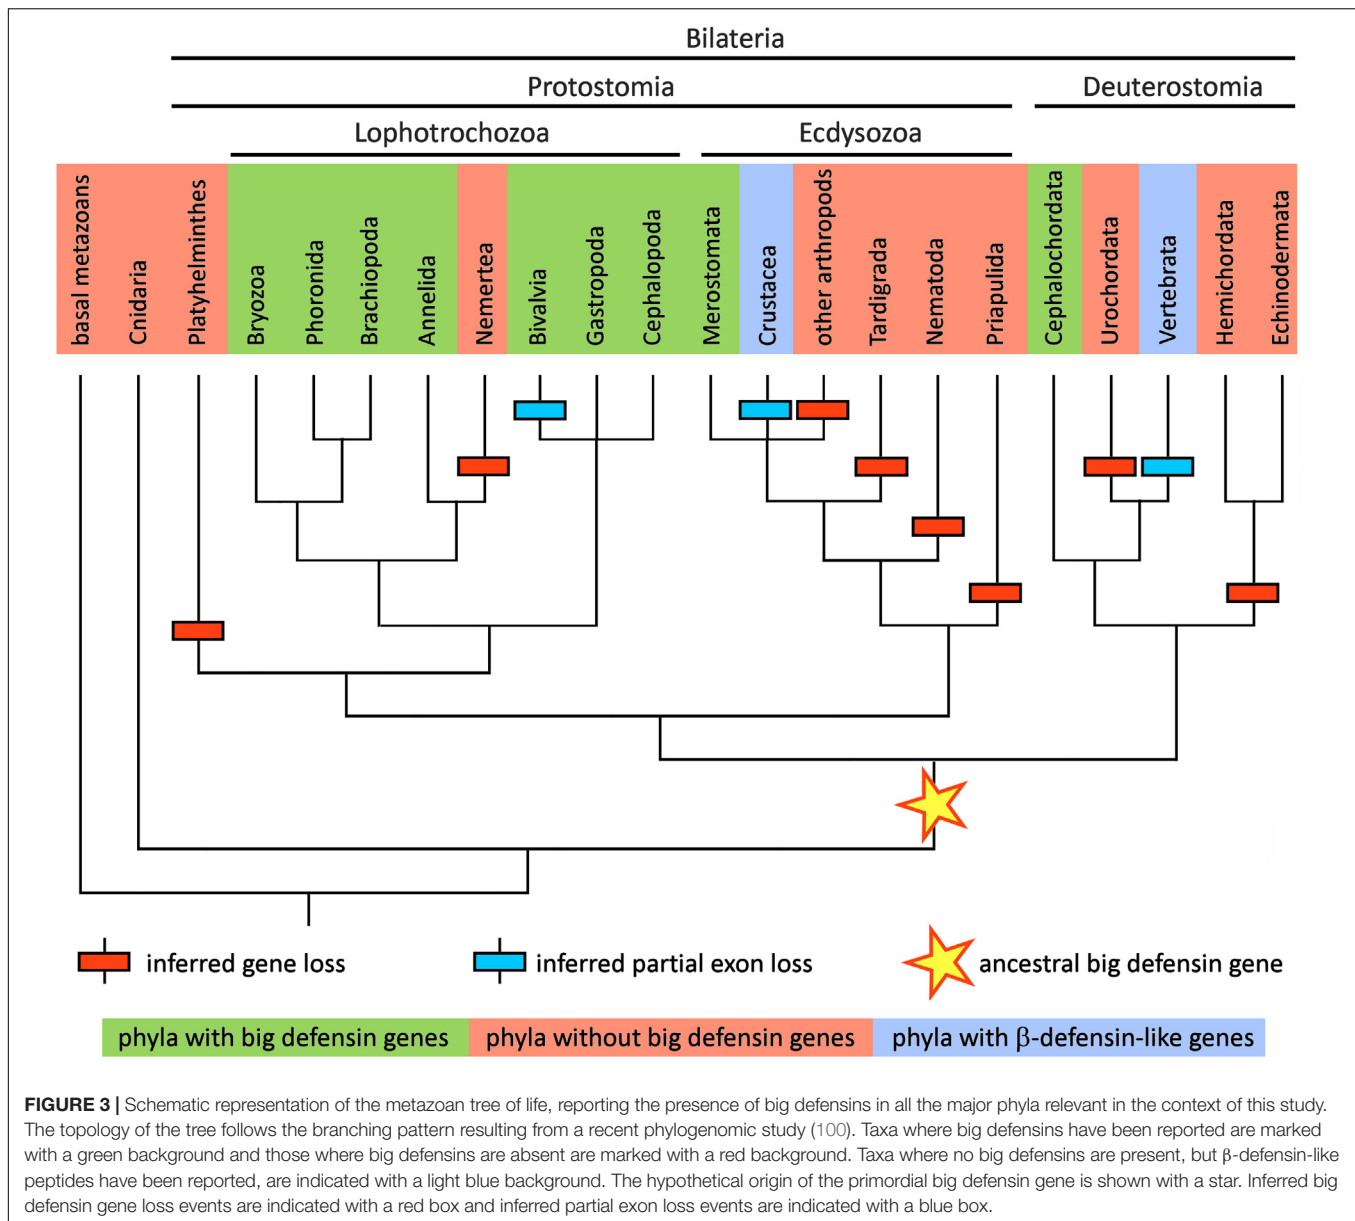 Bilateria
Protostomia
Deuterostomia
Lophotrochozoa
Ecdysozoa
basal metazoans
Cnidaria
Platyhelminthes
Bryozoa
Phoronida
Brachiopoda
Annelida
Nemertea
Bivalvia
Gastropoda
Cephalopoda
Merostomata
Crustacea
other arthropods
Tardigrada
Nematoda
Priapulida
Cephalochordata
Urochordata
Vertebrata
Hemichordata
Echinodermata
inferred gene loss
inferred partial exon loss
ancestral big defensin gene
phyla with big defensin genes
phyla without big defensin genes
phyla with β-defensin-like genes
FIGURE 3 | Schematic representation of the metazoan tree of life, reporting the presence of big defensins in all the major phyla relevant in the context of this study.
The topology of the tree follows the branching pattern resulting from a recent phylogenomic study (100). Taxa where big defensins have been reported are marked
with a green background and those where big defensins are absent are marked with a red background. Taxa where no big defensins are present, but β-defensin-like
peptides have been reported, are indicated with a light blue background. The hypothetical origin of the primordial big defensin gene is shown with a star. Inferred big
defensin gene loss events are indicated with a red box and inferred partial exon loss events are indicated with a blue box.